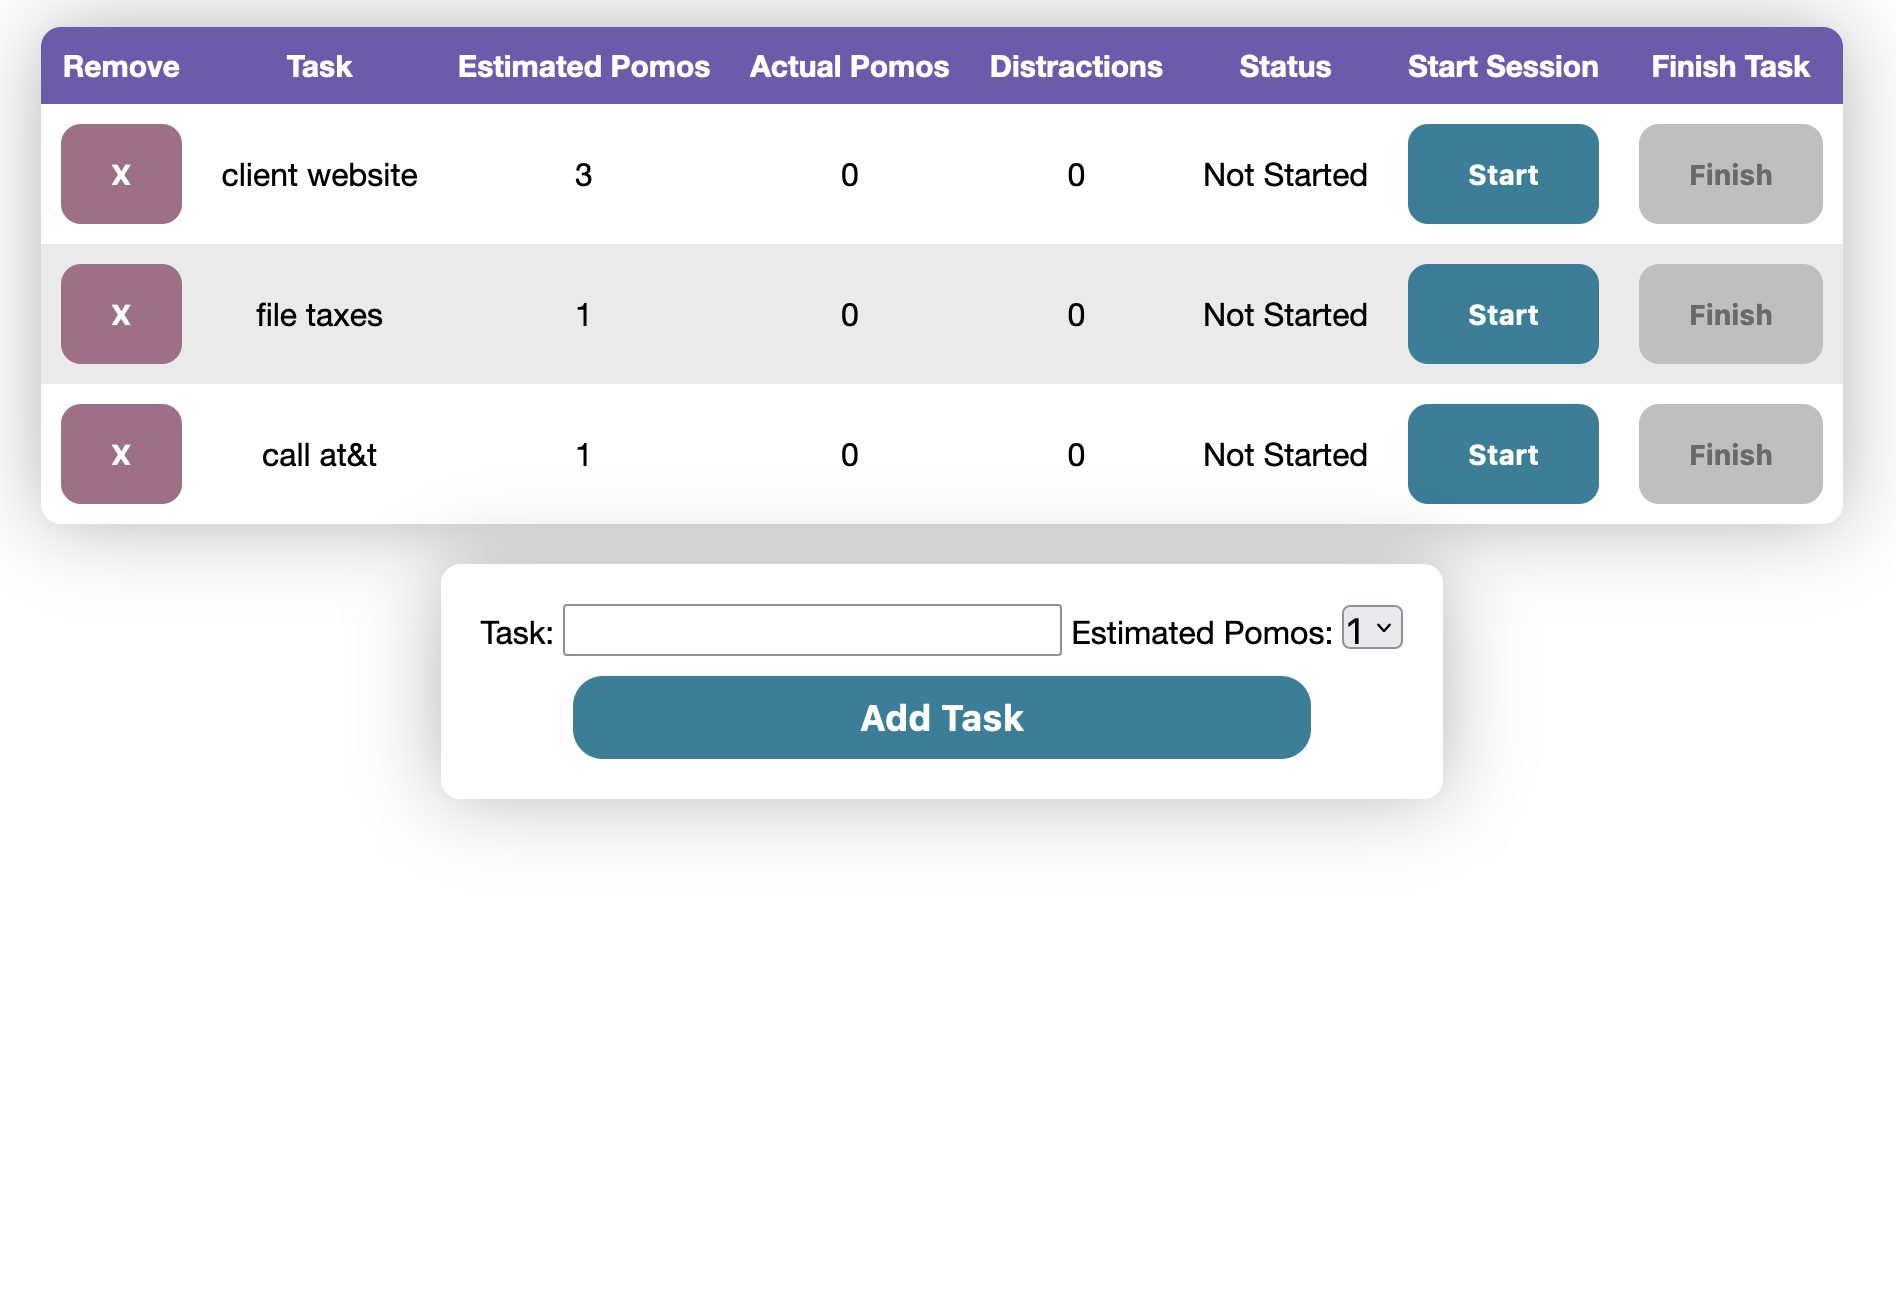 Remove Task Estimated Pomos Actual Pomos Distractions Status Start Session Finish Task
X client website 3 0 0 Not Started Start Finish
X file taxes 1 0 0 Not Started Start Finish
X call at&t 1 0 0 Not Started Start Finish
Task: Estimated Pomos: 1
Add Task